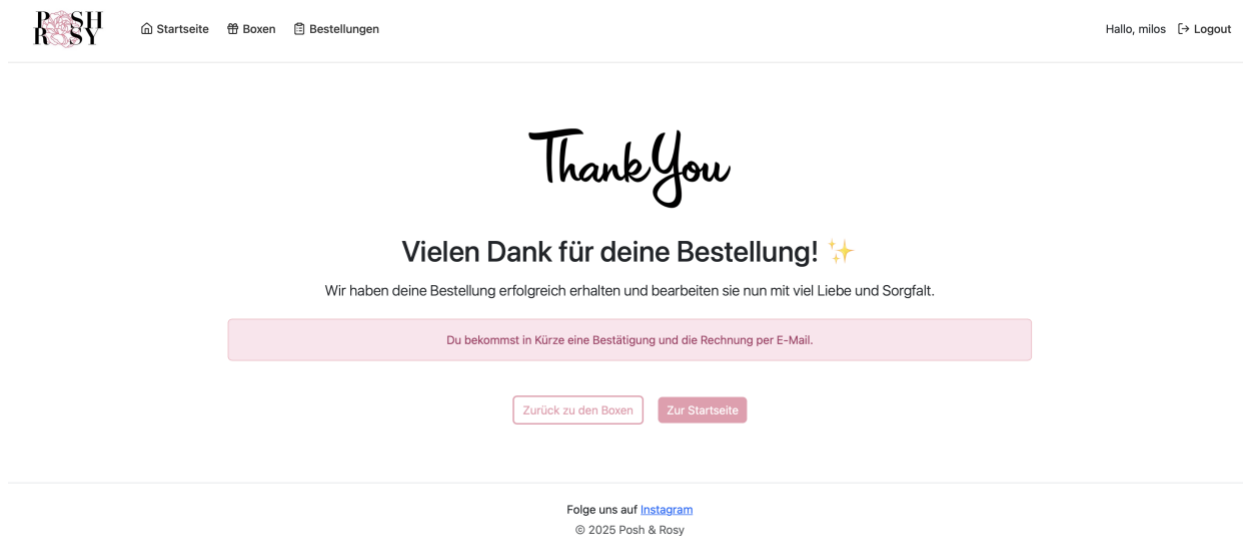 POSH
ROSY
Startseite Boxen Bestellungen
Hallo, milos Logout
Thank You
Vielen Dank für deine Bestellung! ✨
Wir haben deine Bestellung erfolgreich erhalten und bearbeiten sie nun mit viel Liebe und Sorgfalt.
Du bekommst in Kürze eine Bestätigung und die Rechnung per E-Mail.
Zurück zu den Boxen Zur Startseite
Folge uns auf Instagram
© 2025 Posh & Rosy